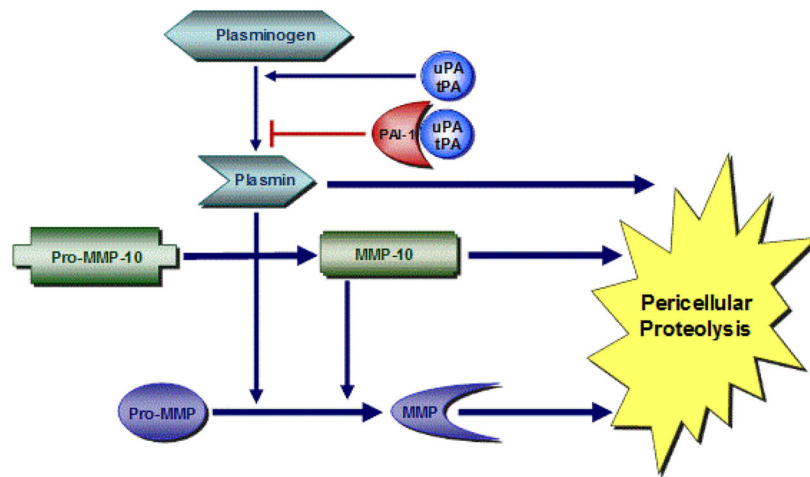 Plasminogen
uPA
tPA
PAI-1
uPA
tPA
Plasmin
Pro-MMP-10
MMP-10
Pericellular
Proteolysis
Pro-MMP
MMP